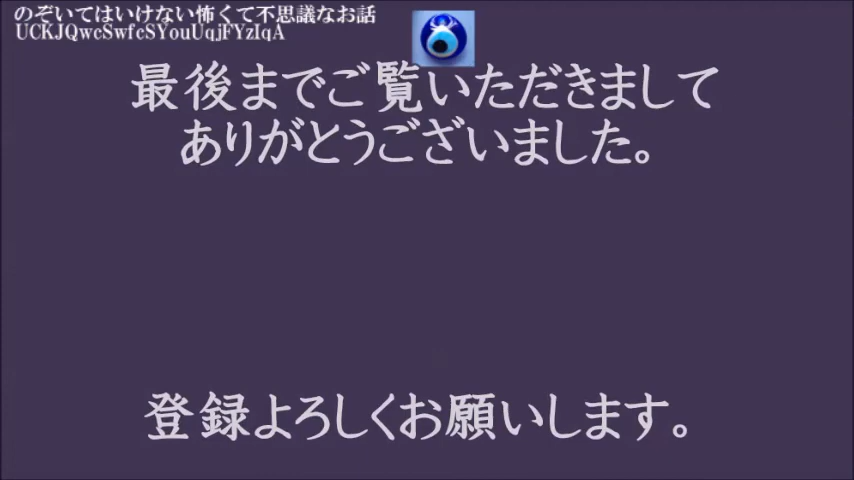 のぞいてはいけない怖くて不思議なお話
UCKJQwcSwfcSYouUqjFYzIqA
最後までご覧いただきまして
ありがとうございました。
登録よろしくお願いします。